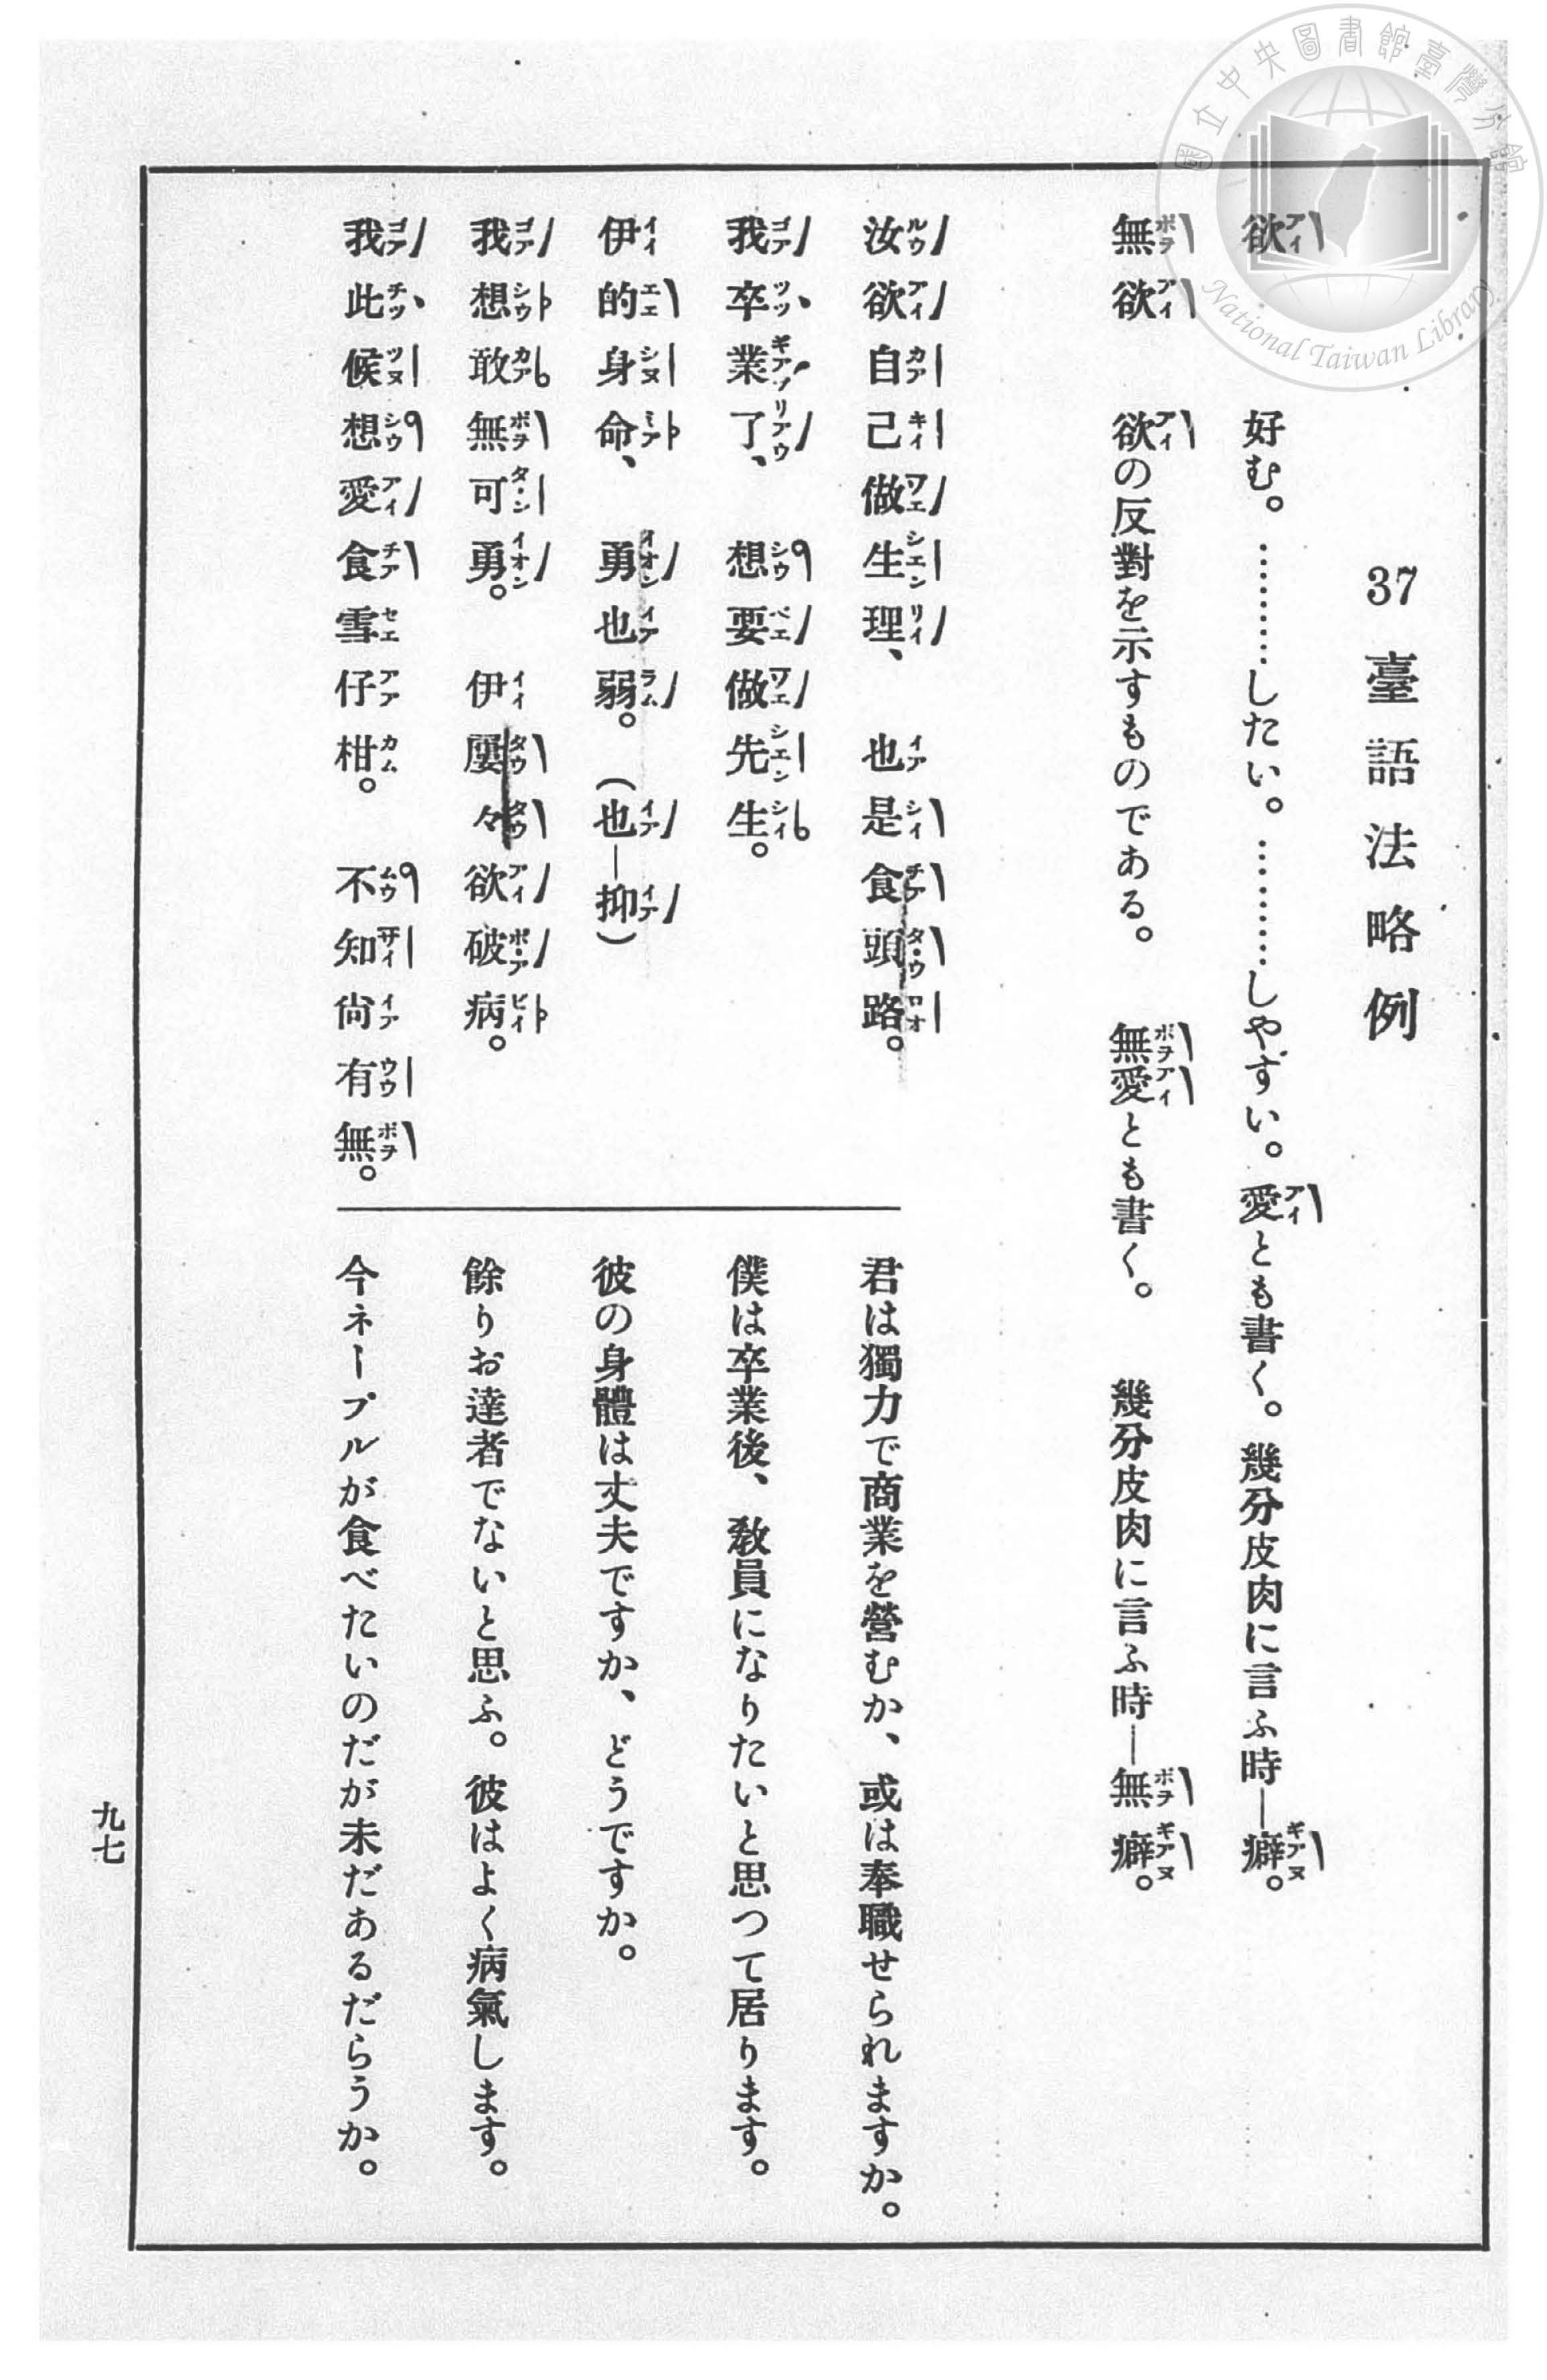 37 臺語法略例
欲 好む。………したい。………しやすい。愛とも書く。幾分皮肉に言ふ時―癖。
無欲 欲の反對を示すものである。 無愛とも書く。 幾分皮肉に言ふ時―無癖。
汝欲自己做生理、 也是食頭路。 君は獨力で商業を營むか、或は奉職せられますか。
我卒業了、 想要做先生。 僕は卒業後、教員になりたいと思つて居ります。
伊的身命、 勇也弱。（也―抑） 彼の身體は丈夫ですか、どうですか。
我想敢無可勇。 伊屢々欲破病。 餘りお達者でないと思ふ。彼はよく病氣します。
我此候想愛食雪仔柑。 不知尙有無。 今ネーブルが食べたいのだが未だあるだらうか。
九七
國立中央圖書館臺灣分館
National Taiwan Library